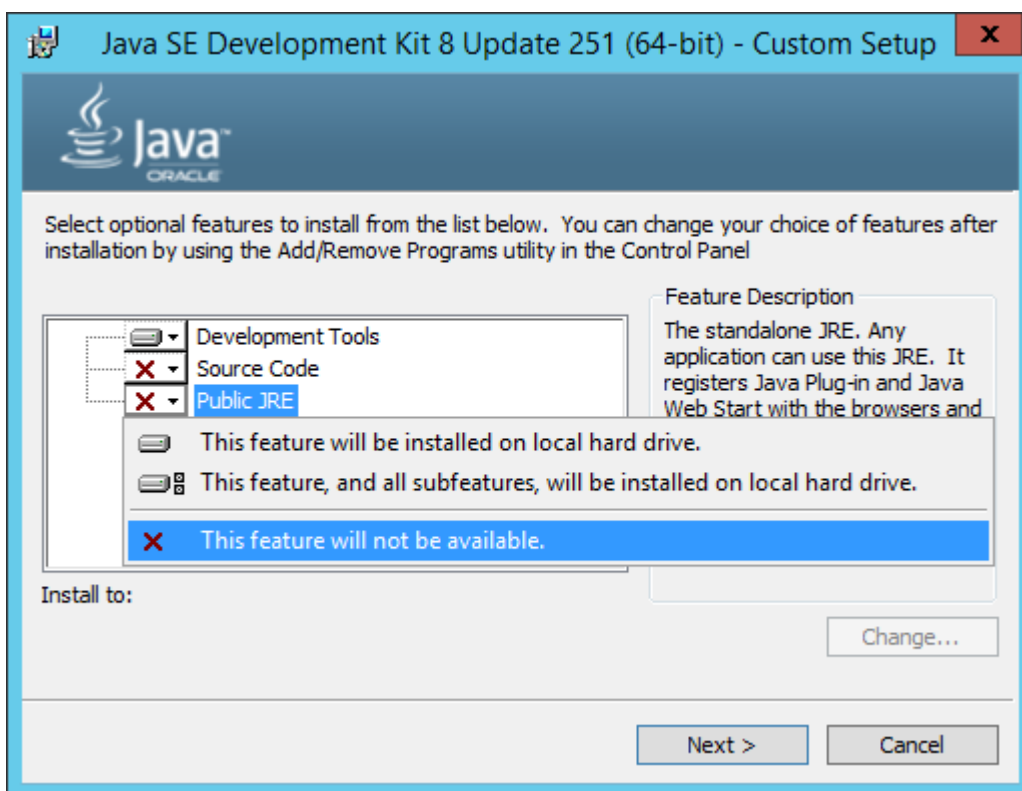 Java SE Development Kit 8 Update 251 (64-bit) - Custom Setup
x
Java™
ORACLE
Select optional features to install from the list below.  You can change your choice of features after
installation by using the Add/Remove Programs utility in the Control Panel
Development Tools
Source Code
Public JRE
Feature Description
The standalone JRE. Any
application can use this JRE.  It
registers Java Plug-in and Java
Web Start with the browsers and
This feature will be installed on local hard drive.
This feature, and all subfeatures, will be installed on local hard drive.
This feature will not be available.
Install to:
Change...
Next >
Cancel